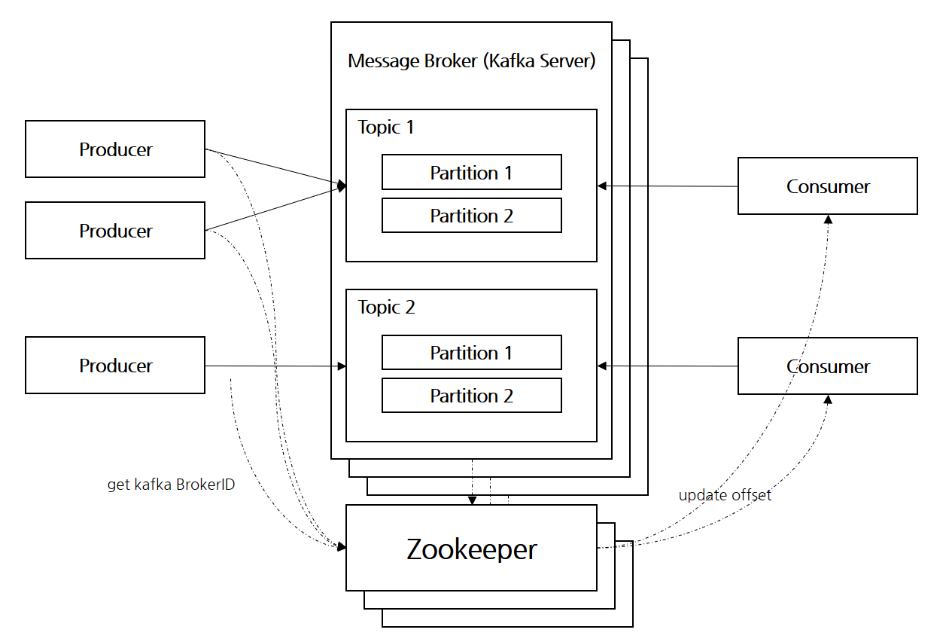 Message Broker (Kafka Server)
Topic 1
Producer
Partition 1
Consumer
Partition 2
Producer
Topic 2
Partition 1
Producer
Consumer
Partition 2
get kafka BrokerID
update offset
Zookeeper